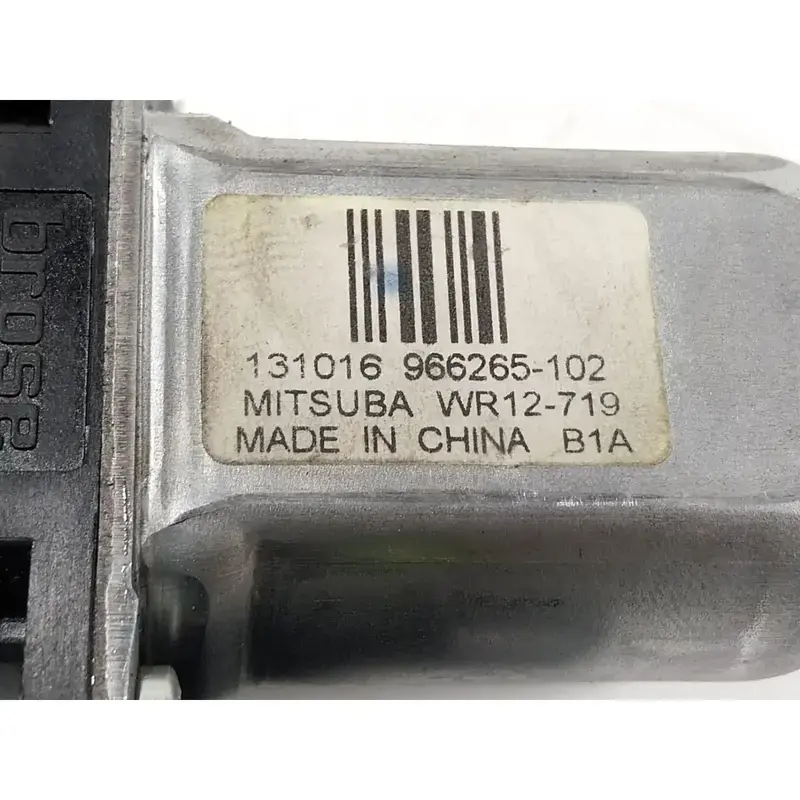 brose
131016 966265-102
MITSUBA WR12-719
MADE IN CHINA B1A